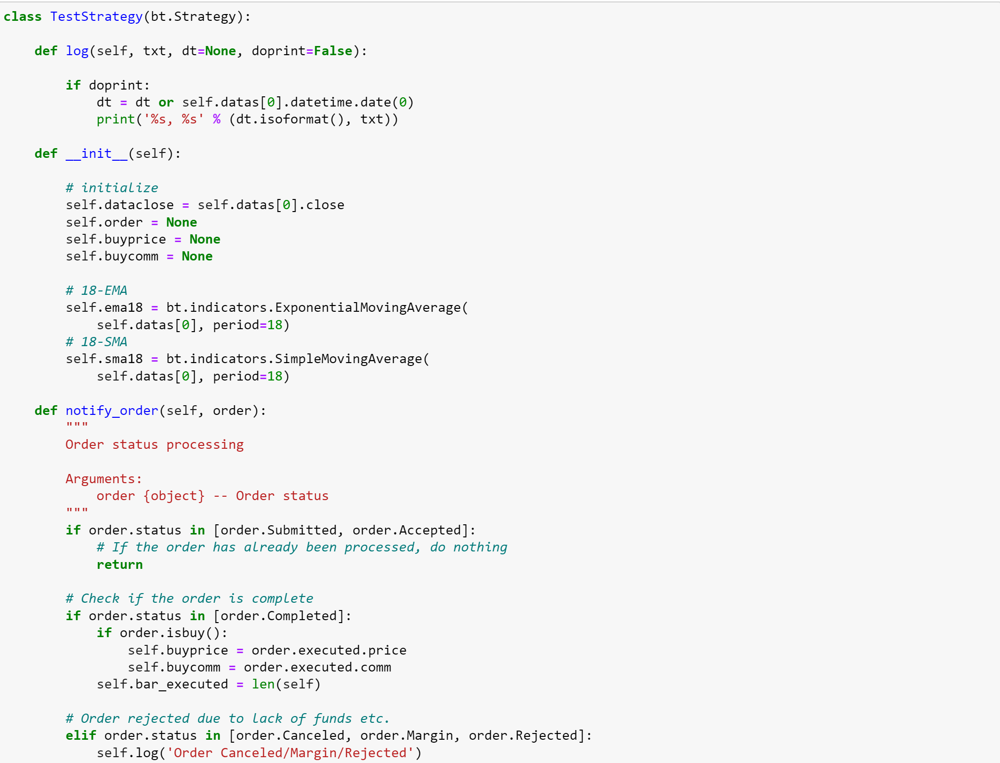 class TestStrategy(bt.Strategy):

    def log(self, txt, dt=None, doprint=False):

        if doprint:
            dt = dt or self.datas[0].datetime.date(0)
            print('%s, %s' % (dt.isoformat(), txt))

    def __init__(self):

        # initialize
        self.dataclose = self.datas[0].close
        self.order = None
        self.buyprice = None
        self.buycomm = None

        # 18-EMA
        self.ema18 = bt.indicators.ExponentialMovingAverage(
            self.datas[0], period=18)
        # 18-SMA
        self.sma18 = bt.indicators.SimpleMovingAverage(
            self.datas[0], period=18)

    def notify_order(self, order):
        """
        Order status processing

        Arguments:
            order {object} -- Order status
        """
        if order.status in [order.Submitted, order.Accepted]:
            # If the order has already been processed, do nothing
            return

        # Check if the order is complete
        if order.status in [order.Completed]:
            if order.isbuy():
                self.buyprice = order.executed.price
                self.buycomm = order.executed.comm
            self.bar_executed = len(self)

        # Order rejected due to lack of funds etc.
        elif order.status in [order.Canceled, order.Margin, order.Rejected]:
            self.log('Order Canceled/Margin/Rejected')